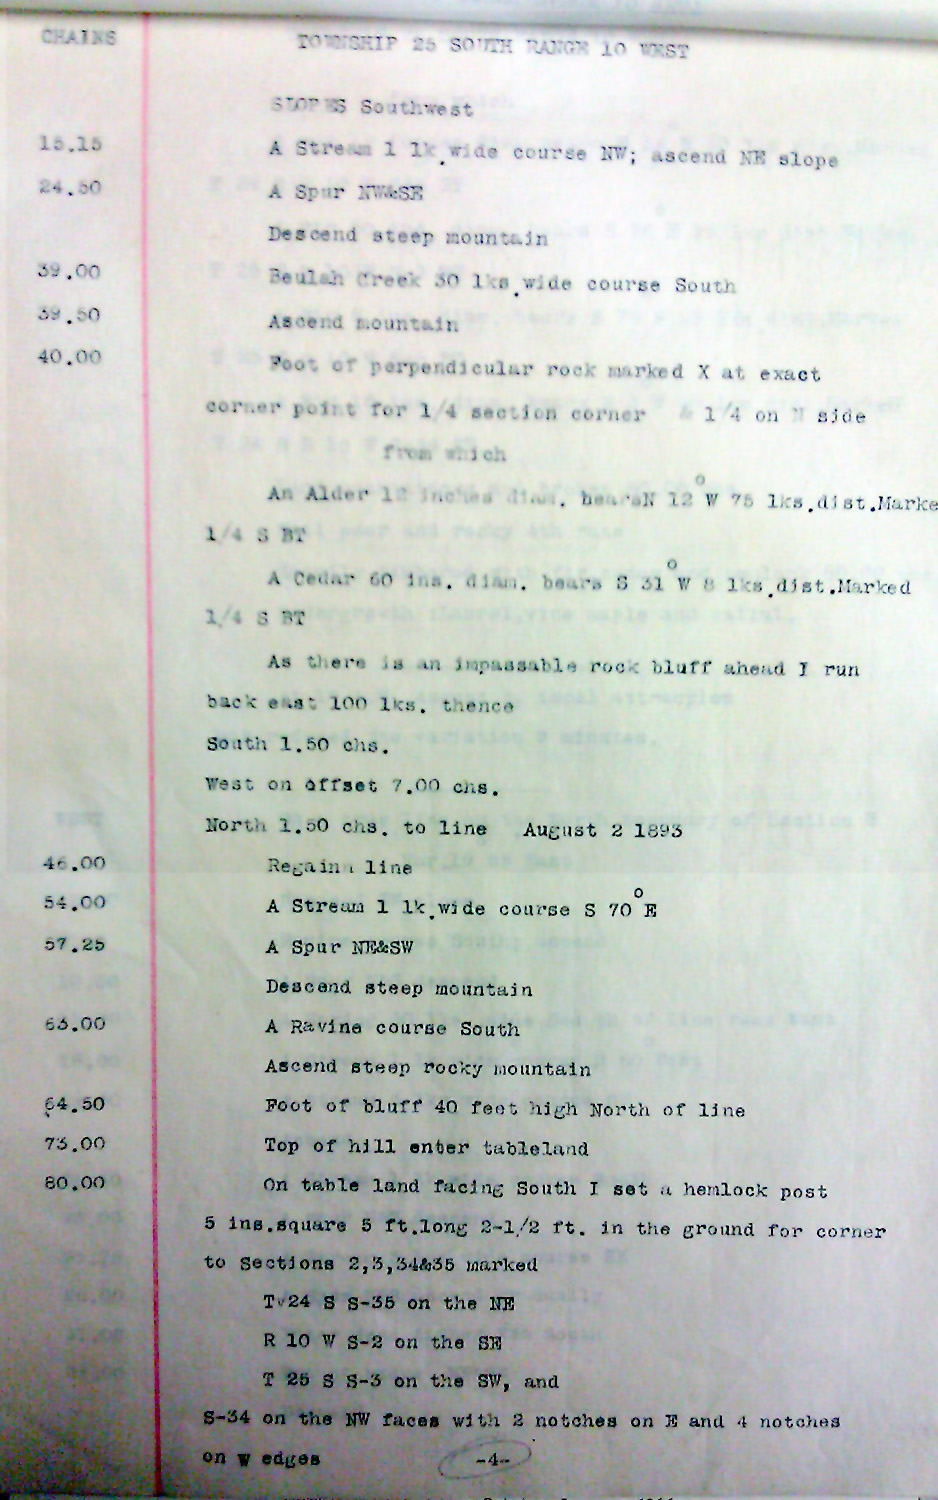 CHAINS
TOWNSHIP 25 SOUTH RANGE 10 WEST
SLOPES Southwest
15.15 A Stream 1 lk.wide course NW; ascend NE slope
24.50 A Spur NW&SE
Descend steep mountain
39.00 Beulah Creek 30 lks.wide course South
39.50 Ascend mountain
40.00 Foot of perpendicular rock marked X at exact
corner point for 1/4 section corner & 1/4 on N side
from which
An Alder 12 inches diam. bearsN 12° W 75 lks.dist.Marke
1/4 S BT
A Cedar 60 ins. diam. bears S 31° W 8 lks.dist.Marked
1/4 S BT
As there is an impassable rock bluff ahead I run
back east 100 lks. thence
South 1.50 chs.
West on offset 7.00 chs.
North 1.50 chs. to line August 2 1893
46.00 Regain line
54.00 A Stream 1 lk.wide course S 70° E
57.25 A Spur NE&SW
Descend steep mountain
63.00 A Ravine course South
Ascend steep rocky mountain
64.50 Foot of bluff 40 feet high North of line
73.00 Top of hill enter tableland
80.00 On table land facing South I set a hemlock post
5 ins.square 5 ft.long 2-1/2 ft. in the ground for corner
to Sections 2,3,34&35 marked
T 24 S S-35 on the NE
R 10 W S-2 on the SE
T 25 S S-3 on the SW, and
S-34 on the NW faces with 2 notches on E and 4 notches
on W edges
-4-